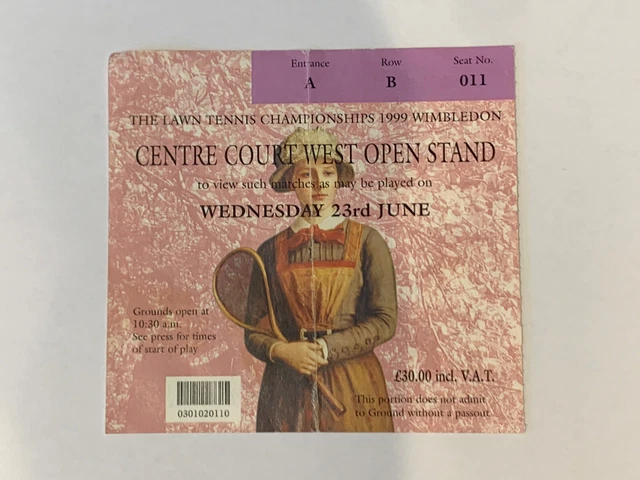 Entrance Row Seat No.
A B 011
THE LAWN TENNIS CHAMPIONSHIPS 1999 WIMBLEDON
CENTRE COURT WEST OPEN STAND
to view such matches as may be played on
WEDNESDAY 23rd JUNE
Grounds open at
10:30 a.m.
See press for times
of start of play
£30.00 incl. V.A.T.
This portion does not admit
to Ground without a passout
0301020110